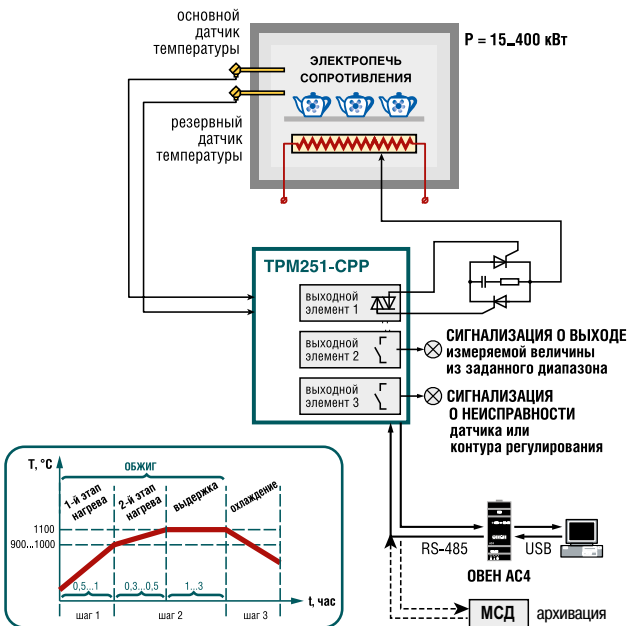 основной
датчик
температуры
P = 15...400 кВт
ЭЛЕКТРОПЕЧЬ
СОПРОТИВЛЕНИЯ
резервный
датчик
температуры
ТРМ251-СРР
выходной
элемент 1
выходной
элемент 2
выходной
элемент 3
СИГНАЛИЗАЦИЯ О ВЫХОДЕ
измеряемой величины
из заданного диапазона
СИГНАЛИЗАЦИЯ
О НЕИСПРАВНОСТИ
датчика или
контура регулирования
T, °C
ОБЖИГ
1-й этап
нагрева
2-й этап
нагрева
выдержка
охлаждение
1100
900...1000
0,5...1
0,3...0,5
1...3
t, час
шаг 1
шаг 2
шаг 3
RS-485
USB
ОВЕН АС4
МСД
архивация